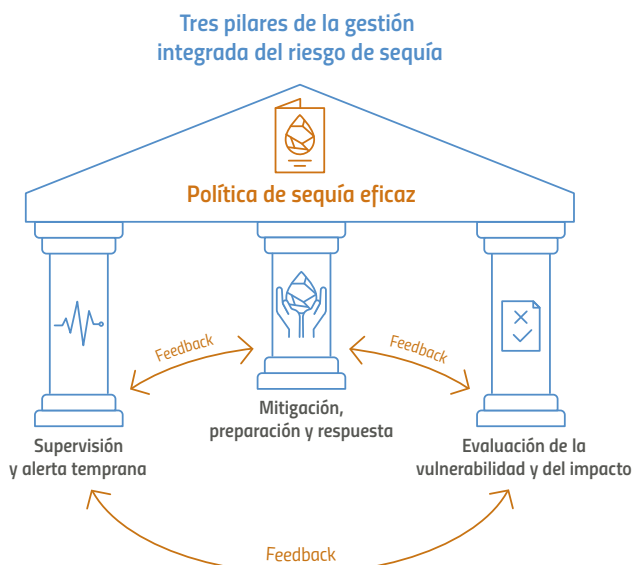 Tres pilares de la gestión
integrada del riesgo de sequía
Política de sequía eficaz
Feedback
Feedback
Mitigación,
preparación y respuesta
Supervisión
y alerta temprana
Evaluación de la
vulnerabilidad y del impacto
Feedback